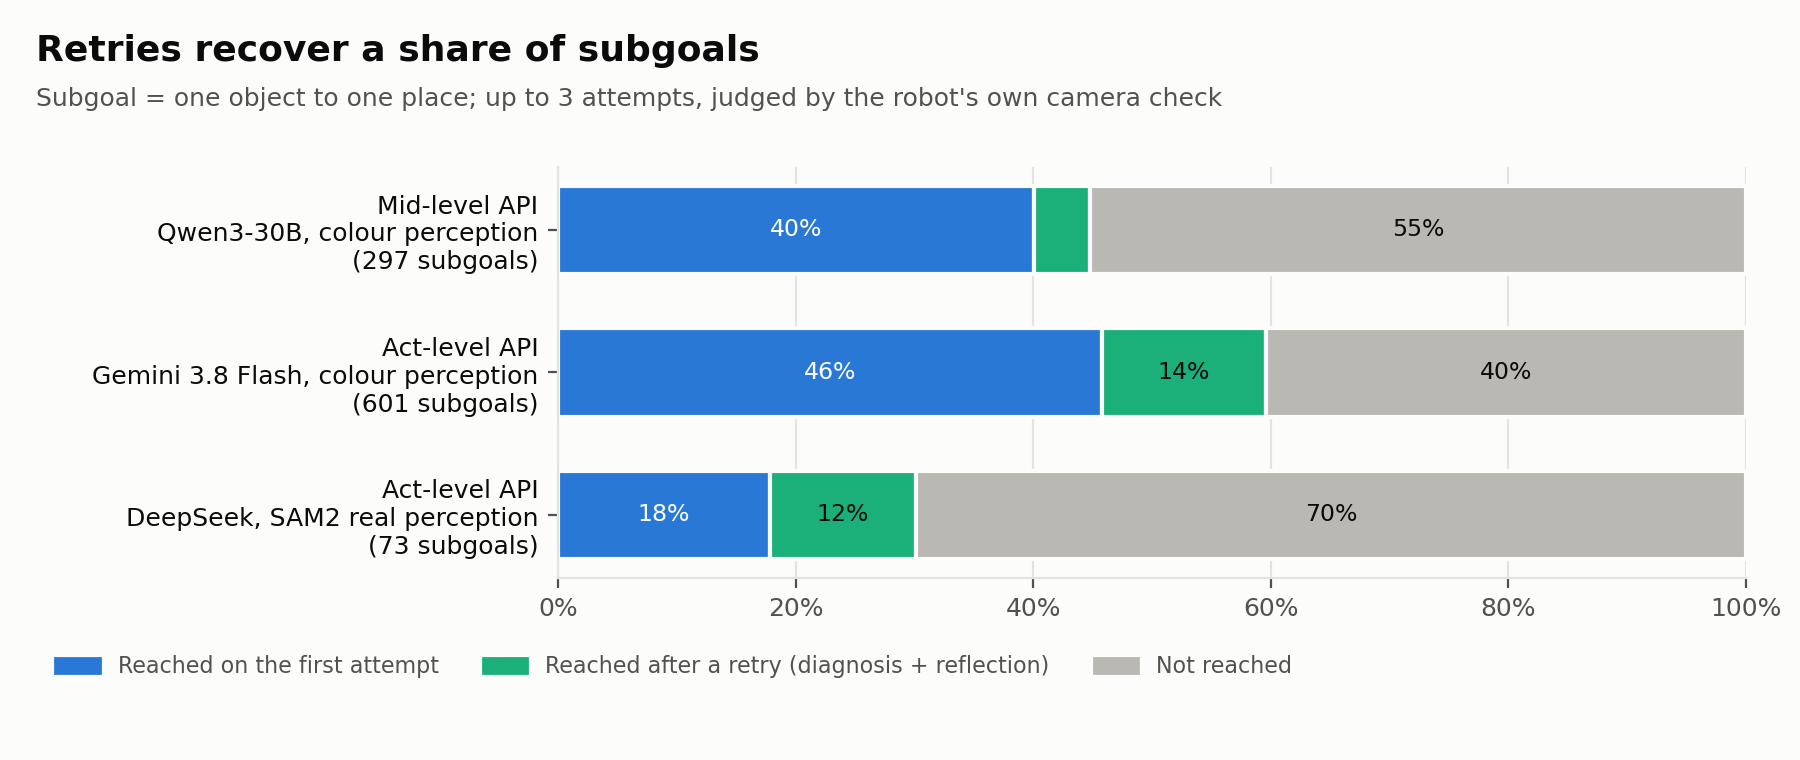 Retries recover a share of subgoals
Subgoal = one object to one place; up to 3 attempts, judged by the robot's own camera check
Mid-level API
Qwen3-30B, colour perception
(297 subgoals)
40%
55%
Act-level API
Gemini 3.8 Flash, colour perception
(601 subgoals)
46%
14%
40%
Act-level API
DeepSeek, SAM2 real perception
(73 subgoals)
18%
12%
70%
0%
20%
40%
60%
80%
100%
Reached on the first attempt
Reached after a retry (diagnosis + reflection)
Not reached